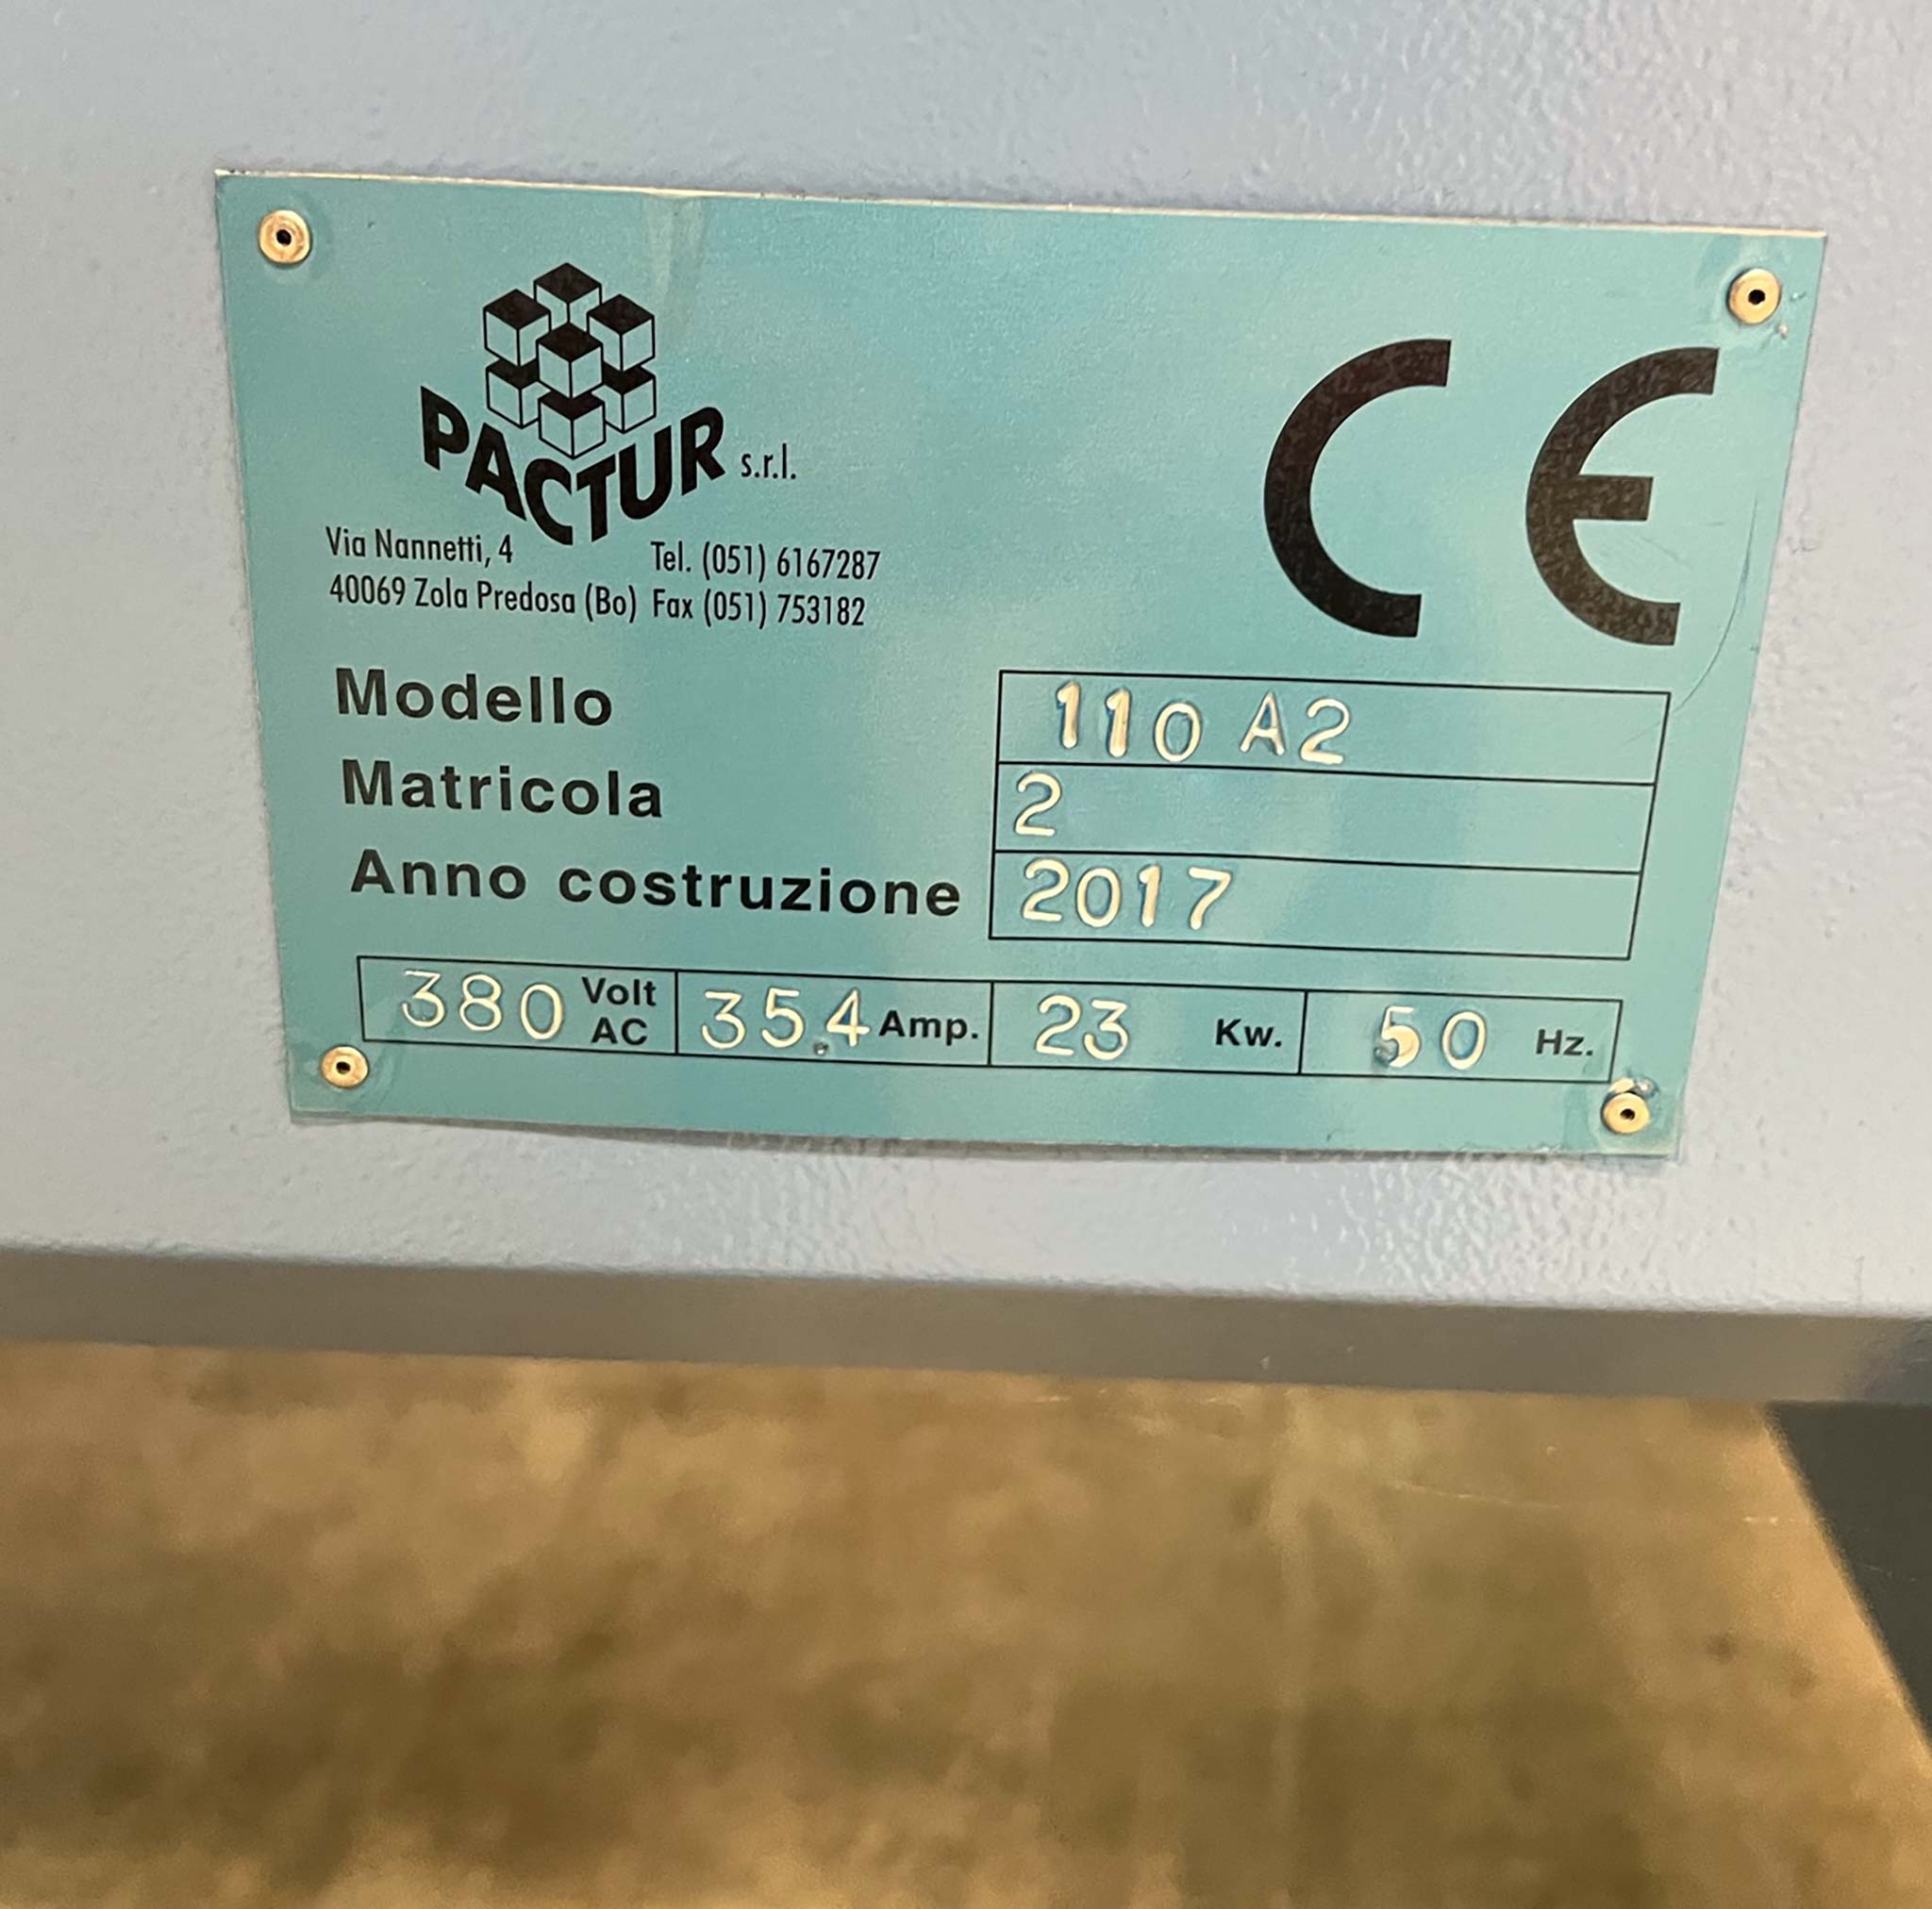 PACTUR s.r.l.
CE
Via Nannetti, 4 Tel. (051) 6167287
40069 Zola Predosa (Bo) Fax (051) 753182
Modello 110 A2
Matricola 2
Anno costruzione 2017
380 Volt AC 35.4 Amp. 23 Kw. 50 Hz.